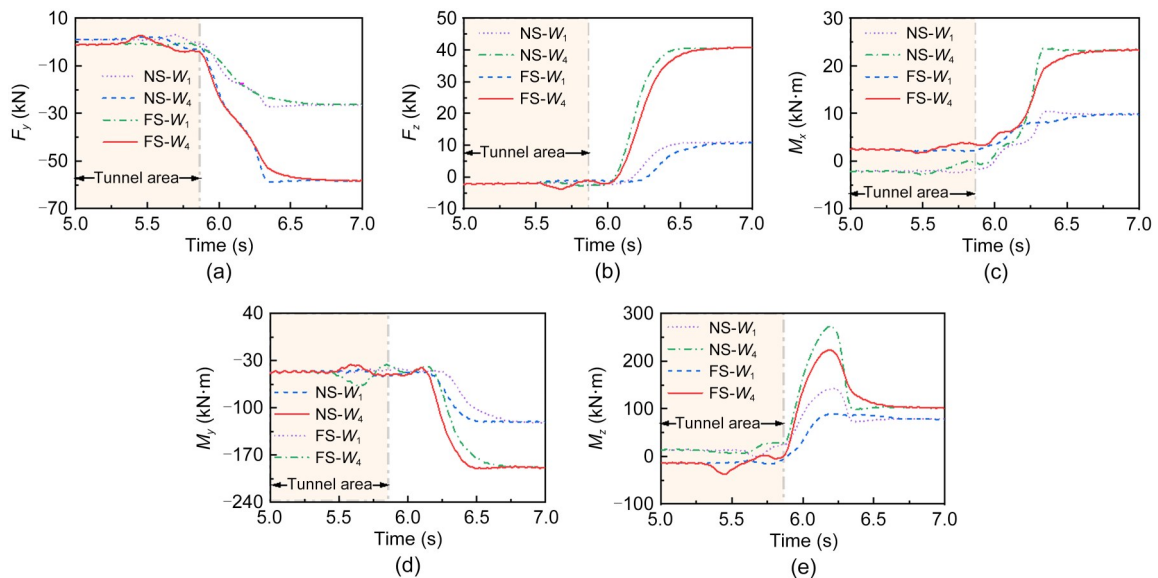 10
−10
−30
−50
−70
F_y (kN)
NS-W₁
NS-W₄
FS-W₁
FS-W₄
Tunnel area
5.0 5.5 6.0 6.5 7.0
Time (s)
(a)
50
40
30
20
10
0
−10
F_z (kN)
NS-W₁
NS-W₄
FS-W₁
FS-W₄
Tunnel area
5.0 5.5 6.0 6.5 7.0
Time (s)
(b)
30
20
10
0
−10
M_x (kN·m)
NS-W₁
NS-W₄
FS-W₁
FS-W₄
Tunnel area
5.0 5.5 6.0 6.5 7.0
Time (s)
(c)
40
−30
−100
−170
−240
M_y (kN·m)
NS-W₁
NS-W₄
FS-W₁
FS-W₄
Tunnel area
5.0 5.5 6.0 6.5 7.0
Time (s)
(d)
300
200
100
0
−100
M_z (kN·m)
NS-W₁
NS-W₄
FS-W₁
FS-W₄
Tunnel area
5.0 5.5 6.0 6.5 7.0
Time (s)
(e)